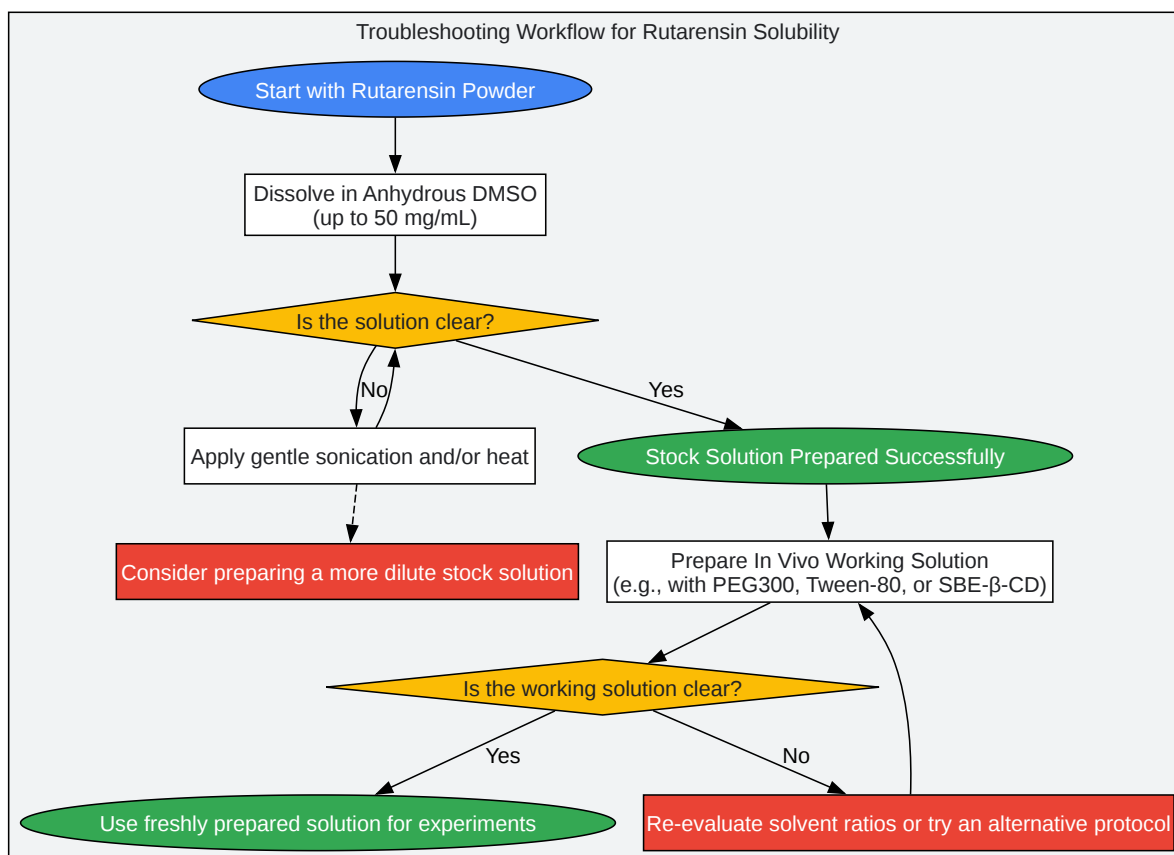 Troubleshooting Workflow for Rutarensin Solubility
Start with Rutarensin Powder
Dissolve in Anhydrous DMSO
(up to 50 mg/mL)
Is the solution clear?
No
Yes
Apply gentle sonication and/or heat
Stock Solution Prepared Successfully
Consider preparing a more dilute stock solution
Prepare In Vivo Working Solution
(e.g., with PEG300, Tween-80, or SBE-β-CD)
Is the working solution clear?
Yes
No
Use freshly prepared solution for experiments
Re-evaluate solvent ratios or try an alternative protocol